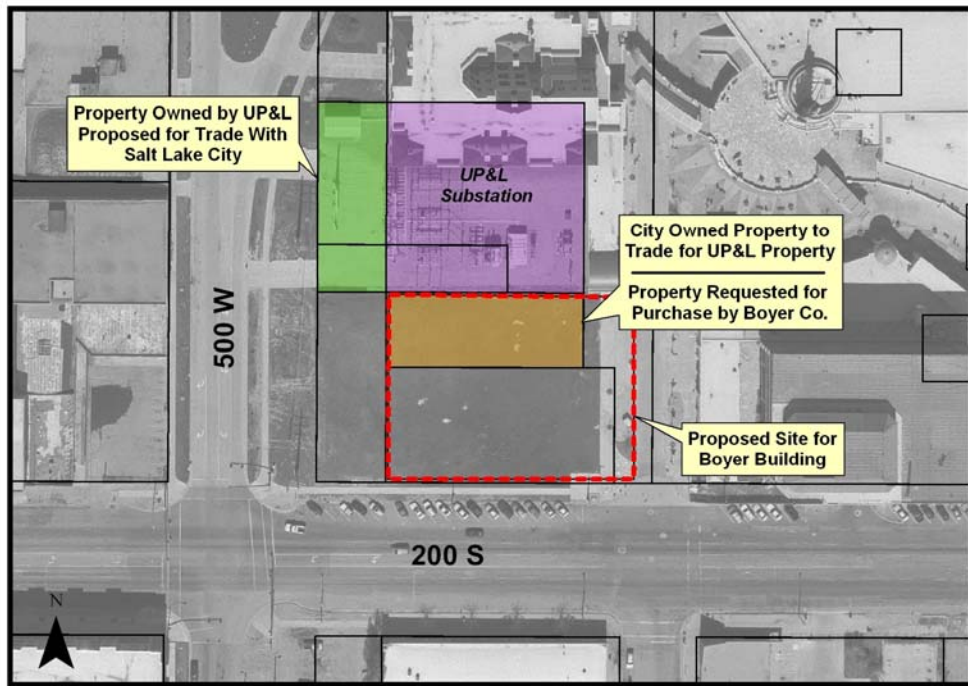 Property Owned by UP&L
Proposed for Trade With
Salt Lake City
UP&L
Substation
City Owned Property to
Trade for UP&L Property
Property Requested for
Purchase by Boyer Co.
500 W
Proposed Site for
Boyer Building
200 S
N